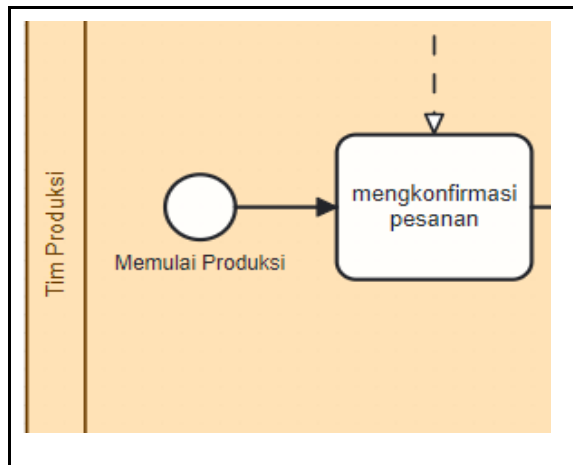 Tim Produksi
Memulai Produksi
mengkonfirmasi
pesanan